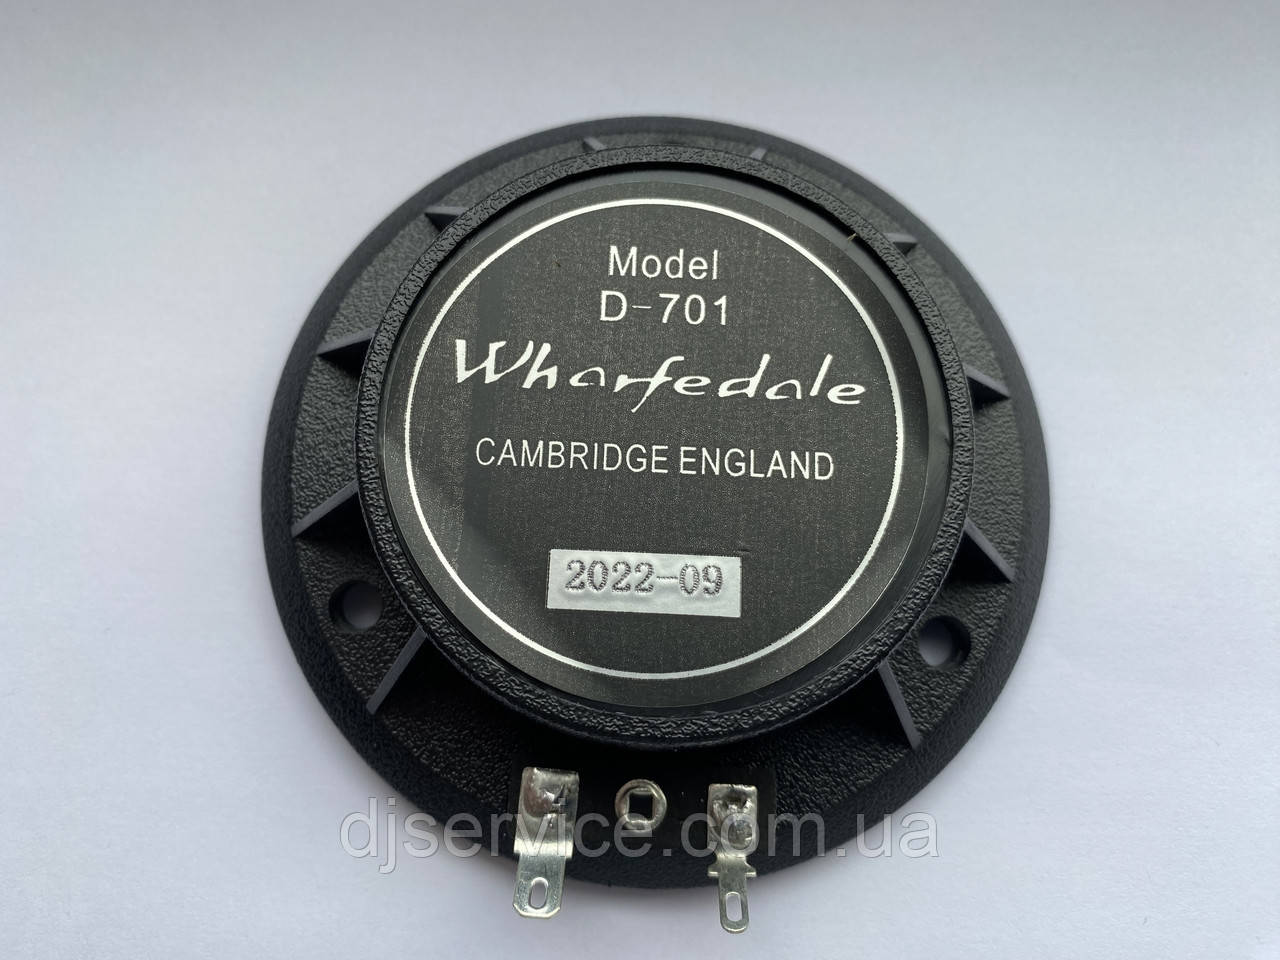 Model
D-701
Wharfedale
CAMBRIDGE ENGLAND
2022-09
djservice.com.ua